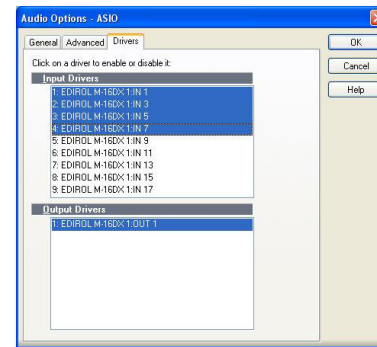 Audio Options - ASIO
General Advanced Drivers
OK
Click on a driver to enable or disable it:
Cancel
Input Drivers
Help
1: EDIROL M-16DX 1:IN 1
2: EDIROL M-16DX 1:IN 3
3: EDIROL M-16DX 1:IN 5
4: EDIROL M-16DX 1:IN 7
5: EDIROL M-16DX 1:IN 9
6: EDIROL M-16DX 1:IN 11
7: EDIROL M-16DX 1:IN 13
8: EDIROL M-16DX 1:IN 15
9: EDIROL M-16DX 1:IN 17
Output Drivers
1: EDIROL M-16DX 1:OUT 1